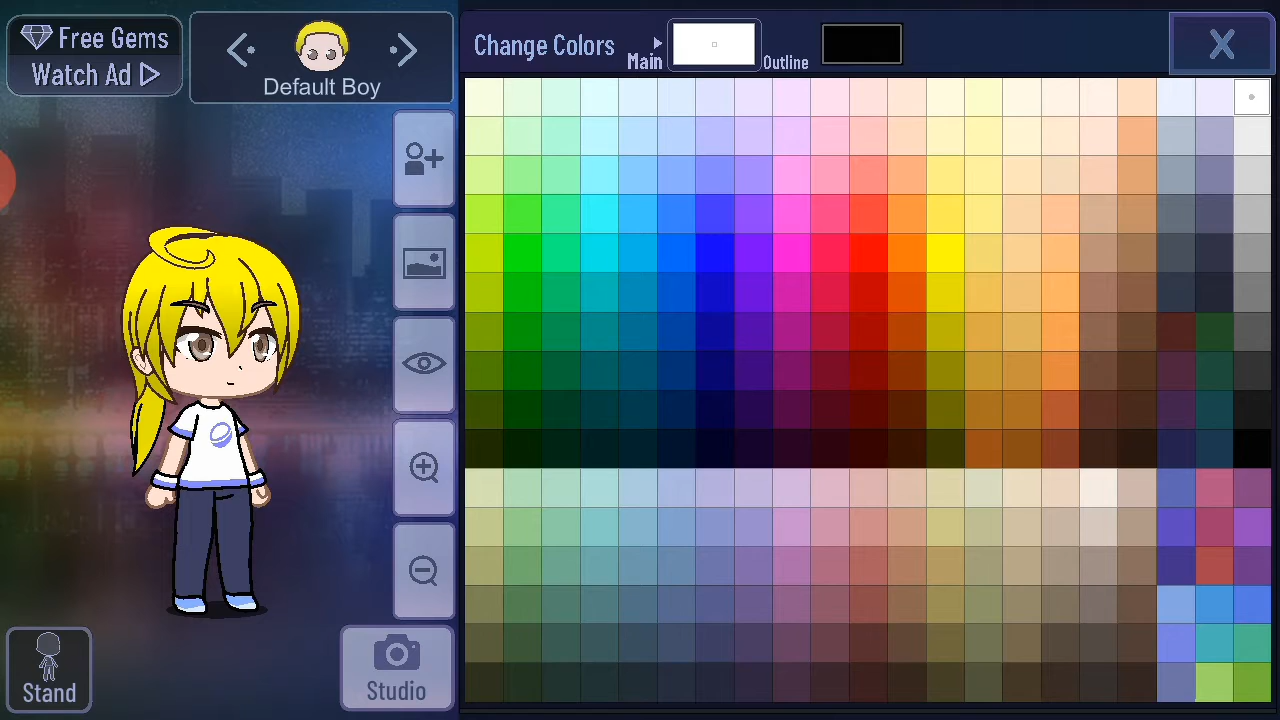 Free Gems
Watch Ad
Default Boy
Change Colors
Main
Outline
Stand
Studio